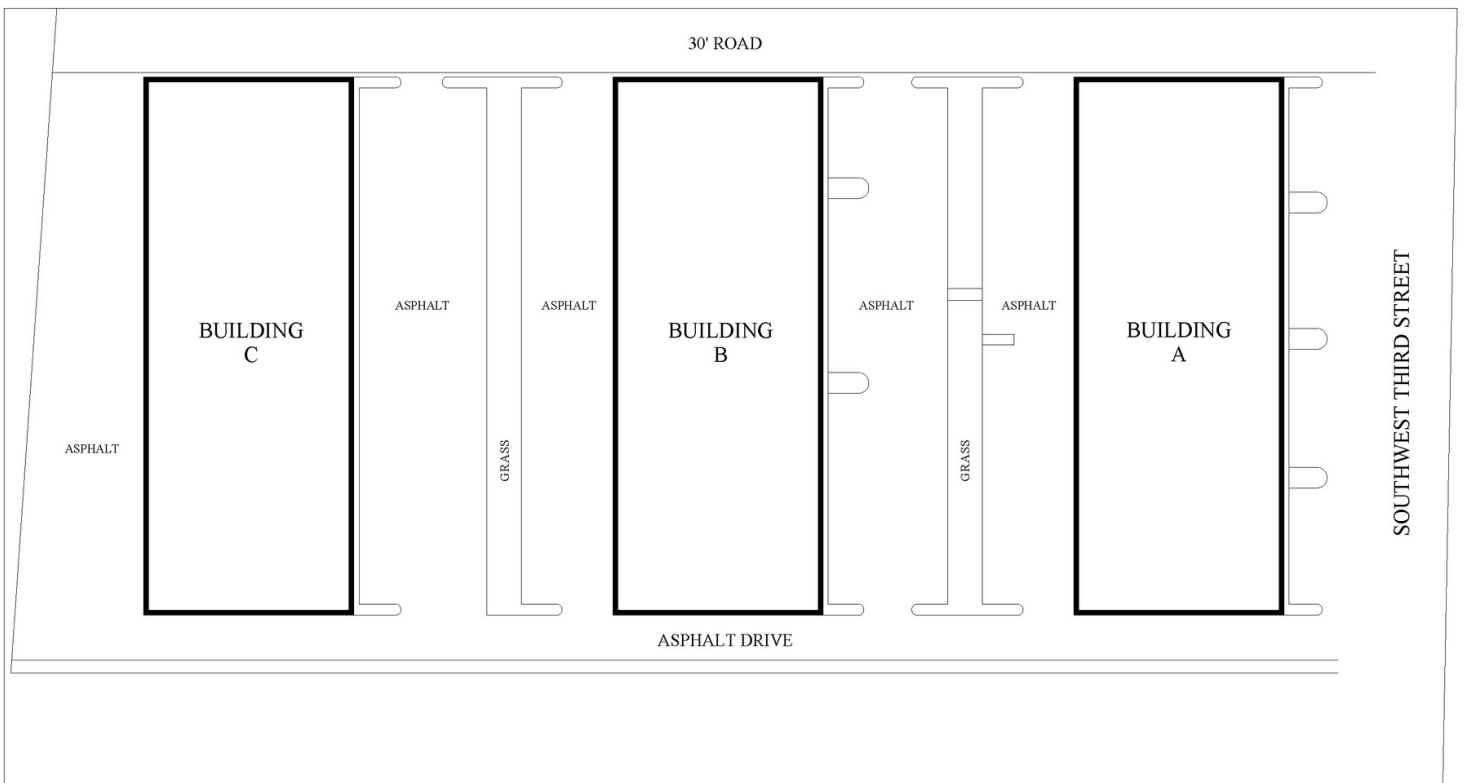 30' ROAD
BUILDING
C
ASPHALT
ASPHALT
GRASS
ASPHALT
BUILDING
B
ASPHALT
GRASS
ASPHALT
BUILDING
A
SOUTHWEST THIRD STREET
ASPHALT DRIVE